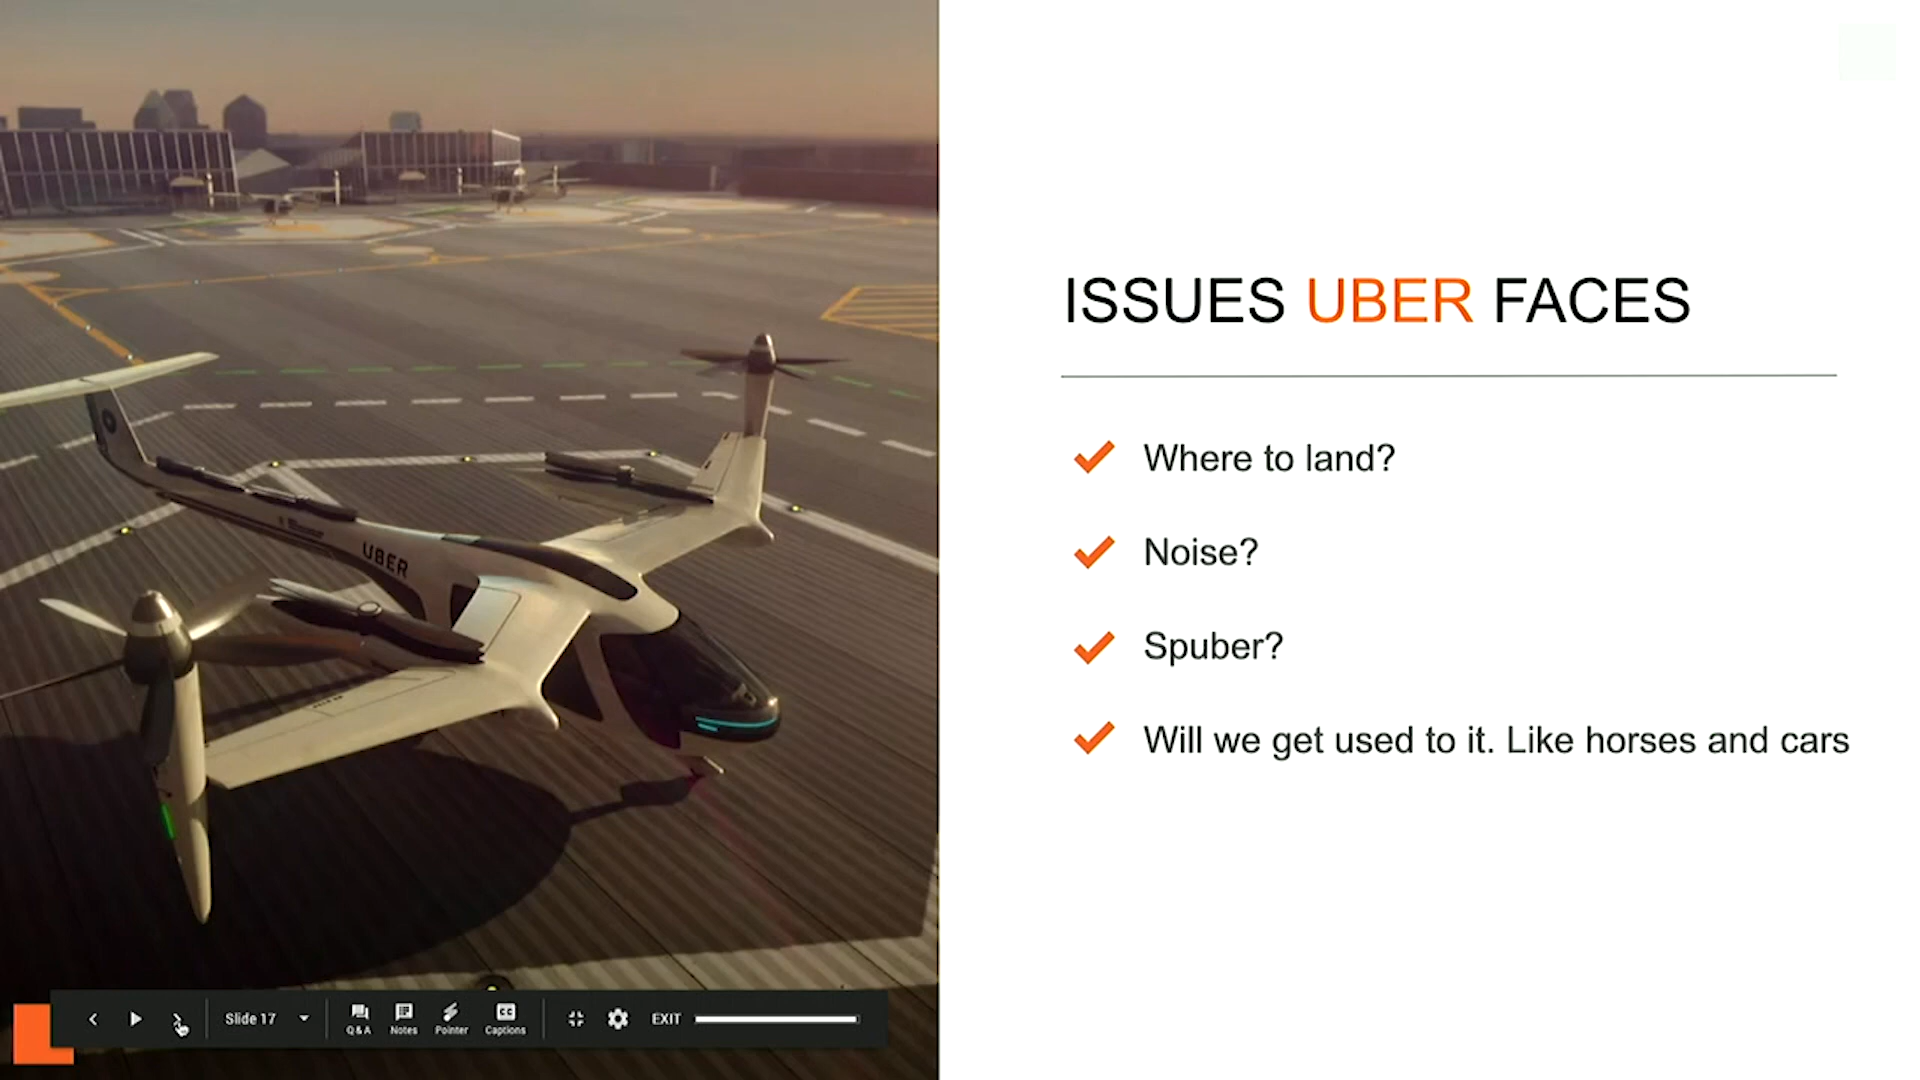 ISSUES UBER FACES
Where to land?
Noise?
Spuber?
Will we get used to it. Like horses and cars
UBER
Slide 17
Q&A
Notes
Pointer
CC
Captions
EXIT